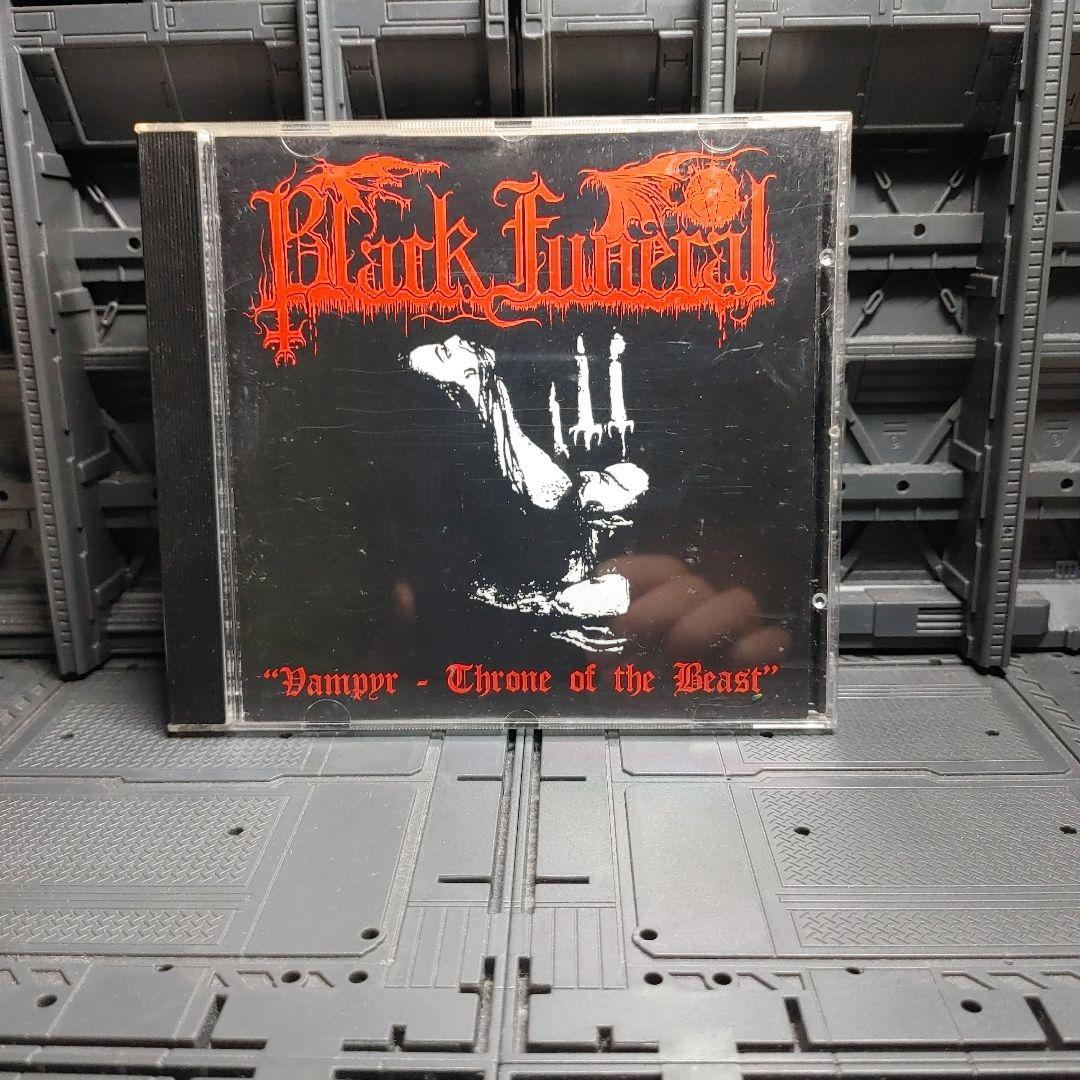 Black Funeral
“Vampyr - Throne of the Beast”